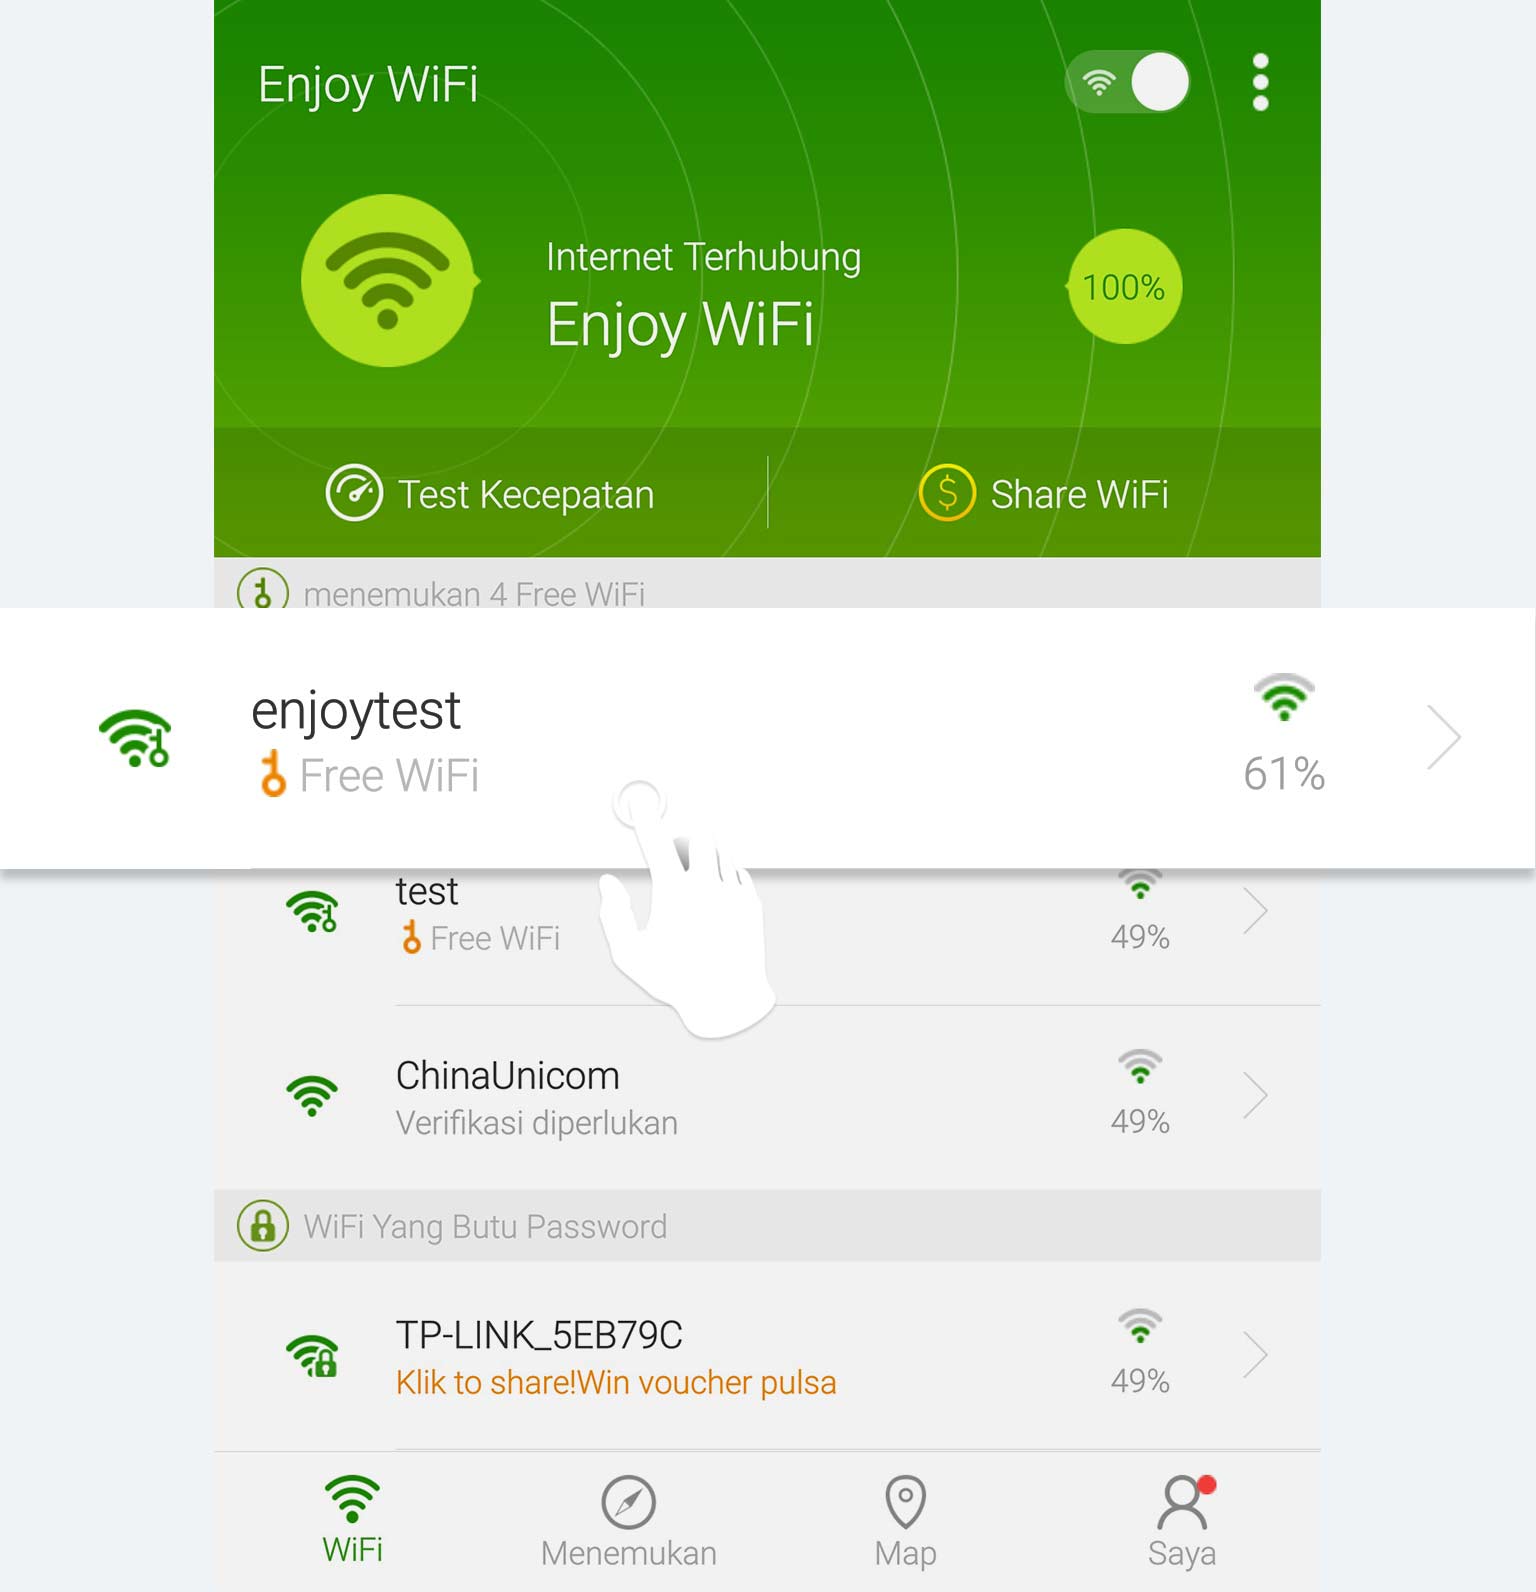 Enjoy WiFi
Internet Terhubung
Enjoy WiFi
100%
Test Kecepatan
$ Share WiFi
menemukan 4 Free WiFi
enjoytest
Free WiFi
61%
test
Free WiFi
49%
ChinaUnicom
Verifikasi diperlukan
49%
WiFi Yang Butu Password
TP-LINK_5EB79C
Klik to share!Win voucher pulsa
49%
WiFi
Menemukan
Map
Saya